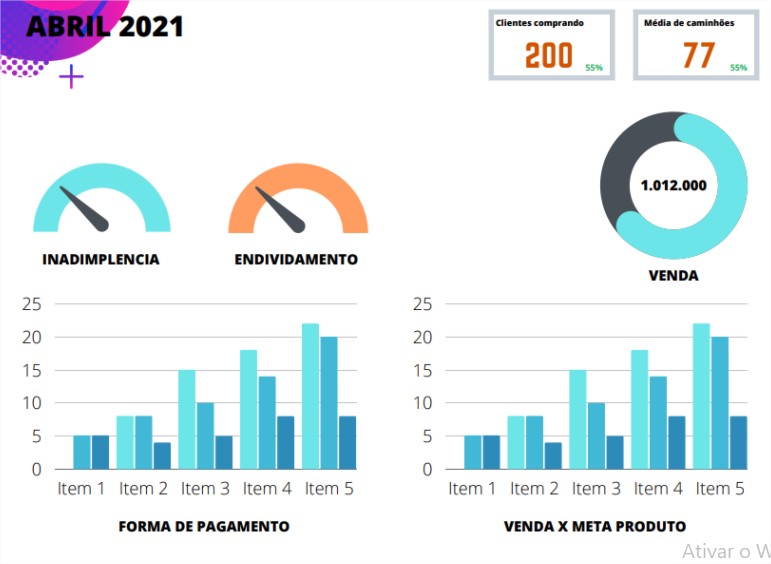 ABRIL 2021
Clientes comprando
200
55%
Média de caminhões
77
55%
1.012.000
INADIMPLENCIA
ENDIVIDAMENTO
VENDA
25
20
15
10
5
0
Item 1 Item 2 Item 3 Item 4 Item 5
FORMA DE PAGAMENTO
25
20
15
10
5
0
Item 1 Item 2 Item 3 Item 4 Item 5
VENDA X META PRODUTO
Ativar o W